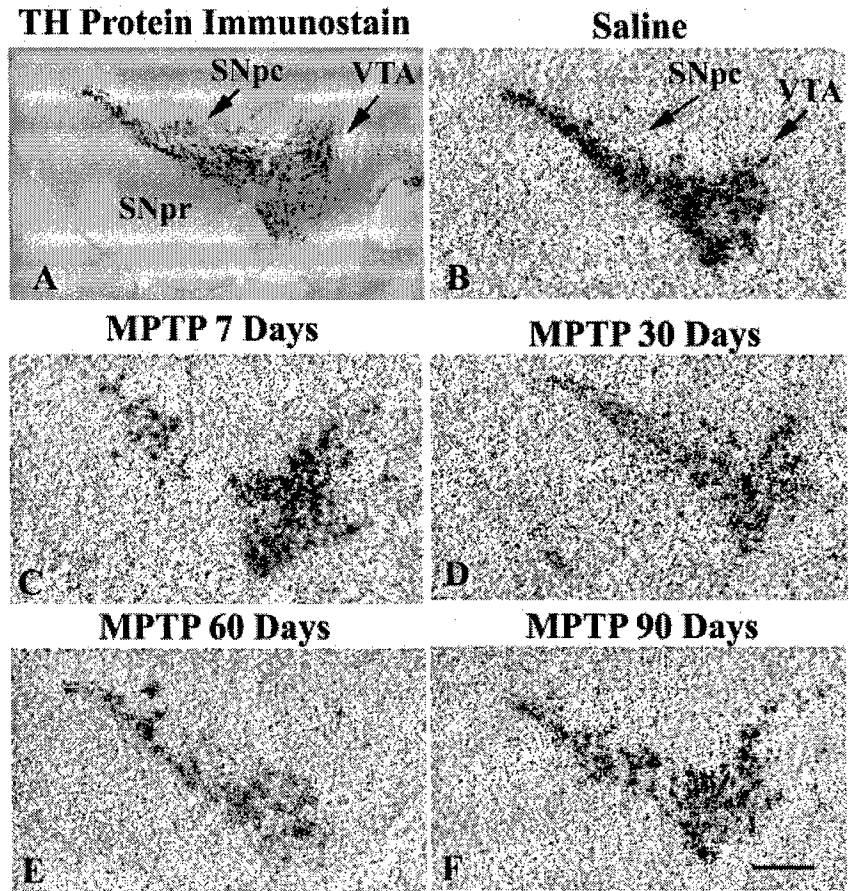 TH Protein Immunostain
Saline
SNpc
VTA
SNpr
A
SNpc
VTA
B
MPTP 7 Days
MPTP 30 Days
C
D
MPTP 60 Days
MPTP 90 Days
E
F